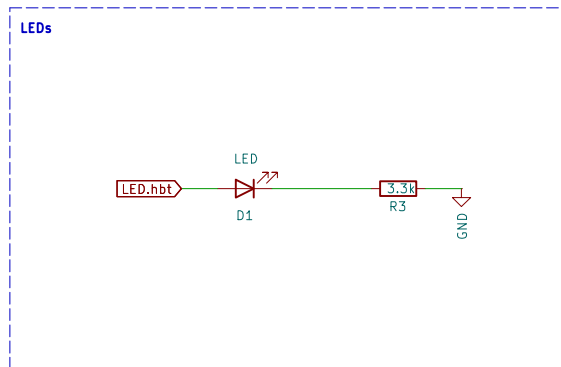 LEDs
LED
LED.hbt
D1
3.3k
R3
GND